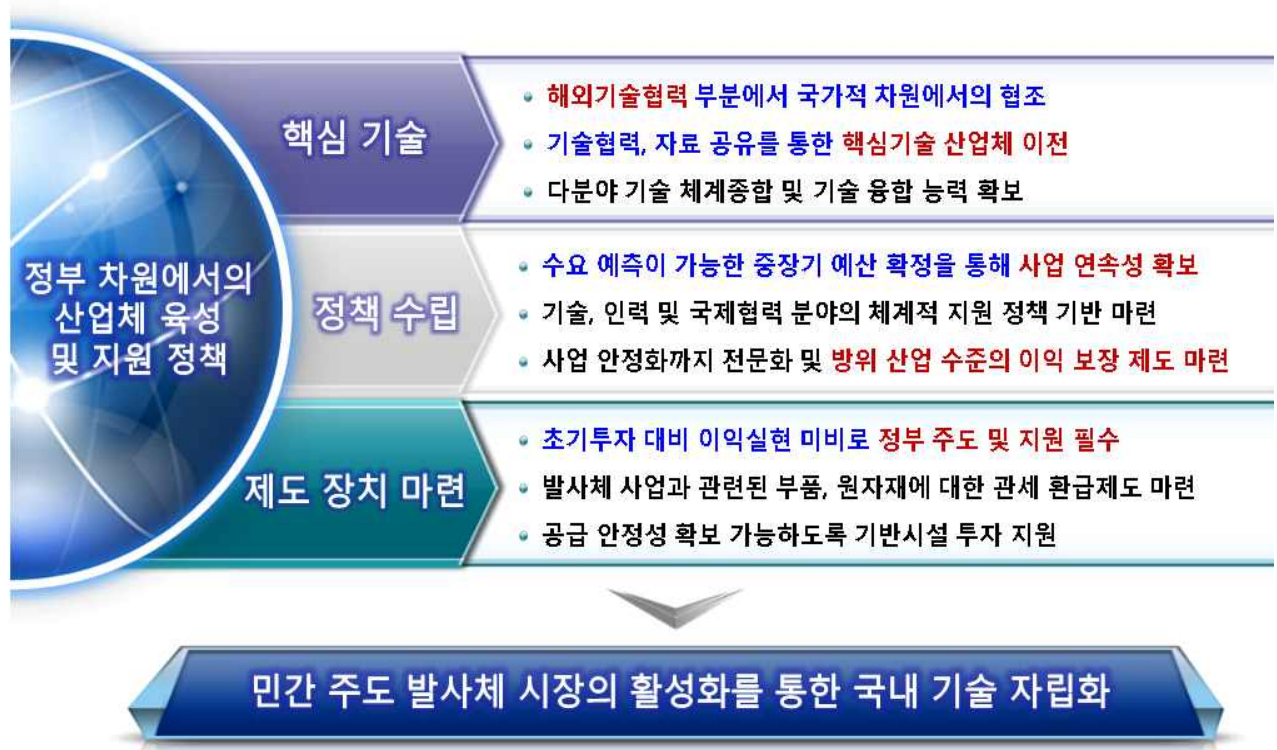 정부 차원에서의
산업체 육성
및 지원 정책
핵심 기술
해외기술협력 부분에서 국가적 차원에서의 협조
기술협력, 자료 공유를 통한 핵심기술 산업체 이전
다분야 기술 체계종합 및 기술 융합 능력 확보
정책 수립
수요 예측이 가능한 중장기 예산 확정을 통해 사업 연속성 확보
기술, 인력 및 국제협력 분야의 체계적 지원 정책 기반 마련
사업 안정화까지 전문화 및 방위 산업 수준의 이익 보장 제도 마련
제도 장치 마련
초기투자 대비 이익실현 미비로 정부 주도 및 지원 필수
발사체 사업과 관련된 부품, 원자재에 대한 관세 환급제도 마련
공급 안정성 확보 가능하도록 기반시설 투자 지원
민간 주도 발사체 시장의 활성화를 통한 국내 기술 자립화